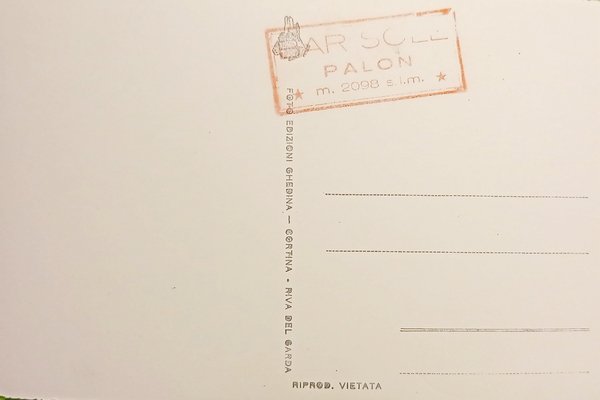 BAR SOLE
PALON
★ m. 2098 s.l.m. ★
FOTO EDIZIONI GHEDINA — CORTINA - RIVA DEL GARDA
RIPROD. VIETATA